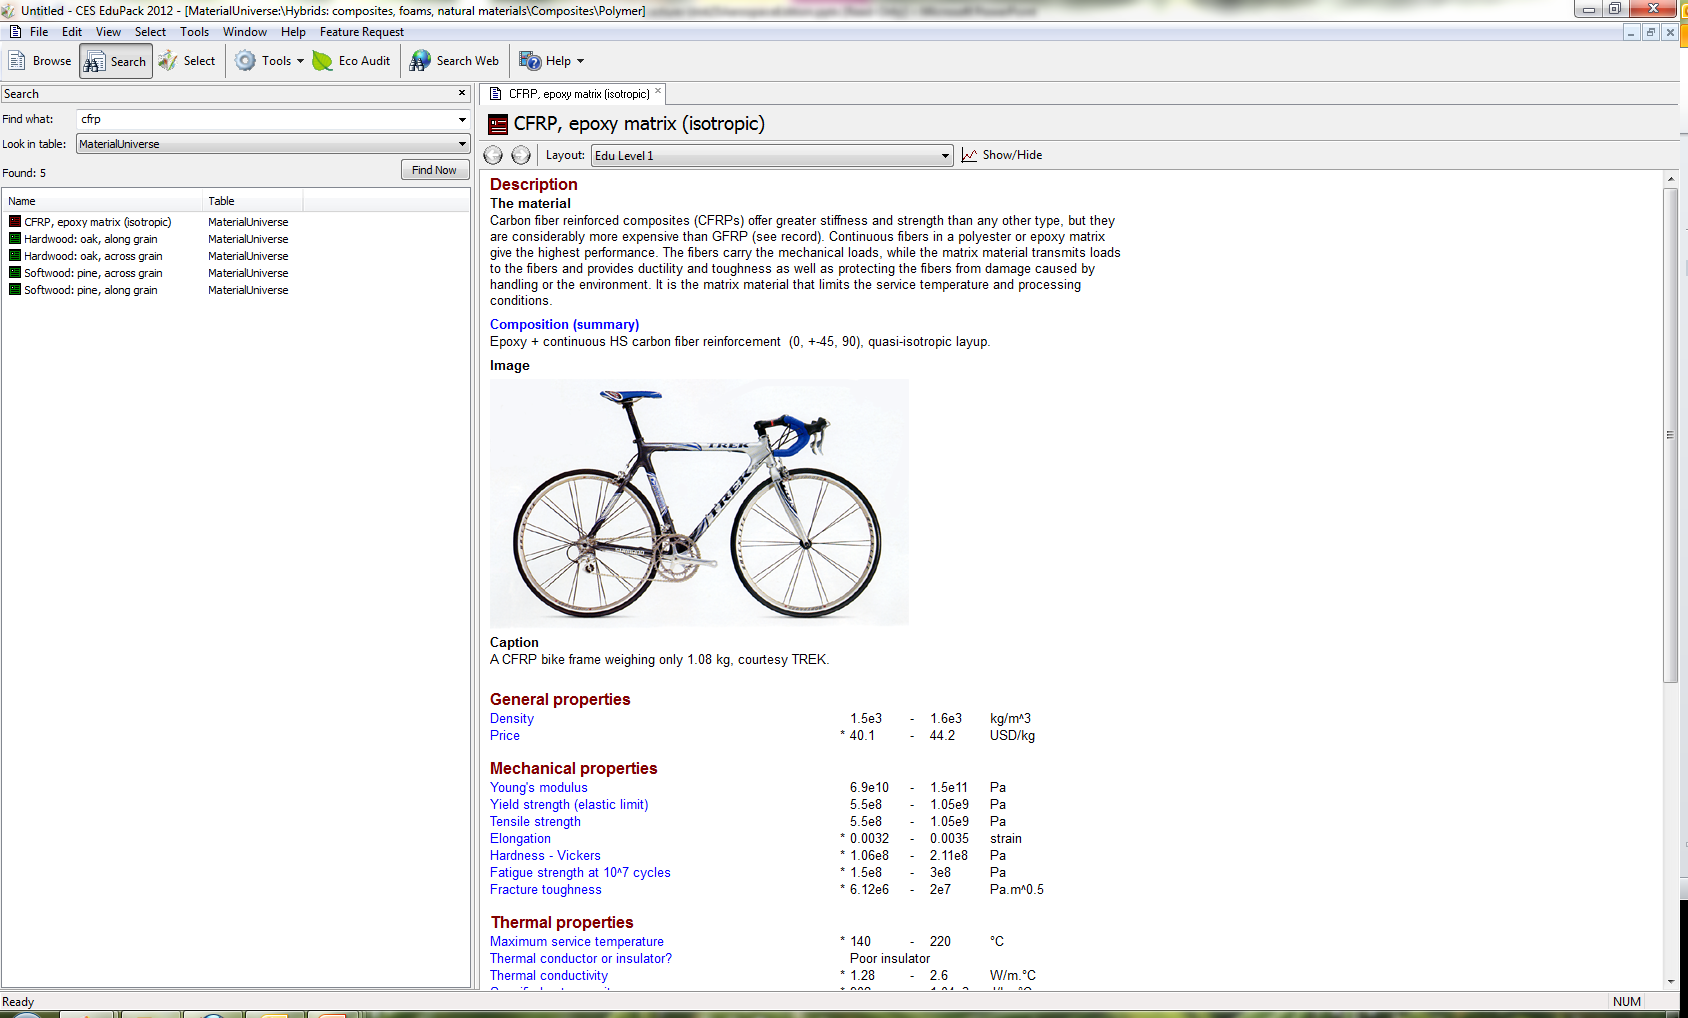 Untitled - CES EduPack 2012 - [MaterialUniverse:\Hybrids: composites, foams, natural materials\Composites\Polymer]
File Edit View Select Tools Window Help Feature Request
Browse Search Select Tools Eco Audit Search Web Help
Search
Find what: cfrp
Look in table: MaterialUniverse
Found: 5 Find Now
Name Table
CFRP, epoxy matrix (isotropic) MaterialUniverse
Hardwood: oak, along grain MaterialUniverse
Hardwood: oak, across grain MaterialUniverse
Softwood: pine, across grain MaterialUniverse
Softwood: pine, along grain MaterialUniverse
CFRP, epoxy matrix (isotropic)
CFRP, epoxy matrix (isotropic)
Layout: Edu Level 1 Show/Hide
Description
The material
Carbon fiber reinforced composites (CFRPs) offer greater stiffness and strength than any other type, but they
are considerably more expensive than GFRP (see record). Continuous fibers in a polyester or epoxy matrix
give the highest performance. The fibers carry the mechanical loads, while the matrix material transmits loads
to the fibers and provides ductility and toughness as well as protecting the fibers from damage caused by
handling or the environment. It is the matrix material that limits the service temperature and processing
conditions.
Composition (summary)
Epoxy + continuous HS carbon fiber reinforcement (0, +-45, 90), quasi-isotropic layup.
Image
TREK
TREK
Caption
A CFRP bike frame weighing only 1.08 kg, courtesy TREK.
General properties
Density 1.5e3 - 1.6e3 kg/m^3
Price * 40.1 - 44.2 USD/kg
Mechanical properties
Young's modulus 6.9e10 - 1.5e11 Pa
Yield strength (elastic limit) 5.5e8 - 1.05e9 Pa
Tensile strength 5.5e8 - 1.05e9 Pa
Elongation * 0.0032 - 0.0035 strain
Hardness - Vickers * 1.06e8 - 2.11e8 Pa
Fatigue strength at 10^7 cycles * 1.5e8 - 3e8 Pa
Fracture toughness * 6.12e6 - 2e7 Pa.m^0.5
Thermal properties
Maximum service temperature * 140 - 220 °C
Thermal conductor or insulator? Poor insulator
Thermal conductivity * 1.28 - 2.6 W/m.°C
Ready NUM